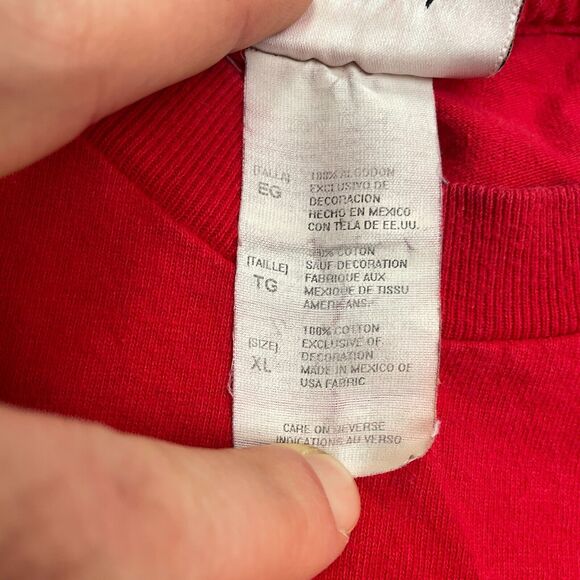 [TALLA]
EG
100% ALGODON
EXCLUSIVO DE
DECORACION
HECHO EN MEXICO
CON TELA DE EE.UU.
[TAILLE]
TG
100% COTON
SAUF DECORATION
FABRIQUE AUX
MEXIQUE DE TISSU
AMERICANS.
[SIZE]
XL
100% COTTON
EXCLUSIVE OF
DECORATION
MADE IN MEXICO OF
USA FABRIC
CARE ON REVERSE
INDICATIONS AU VERSO